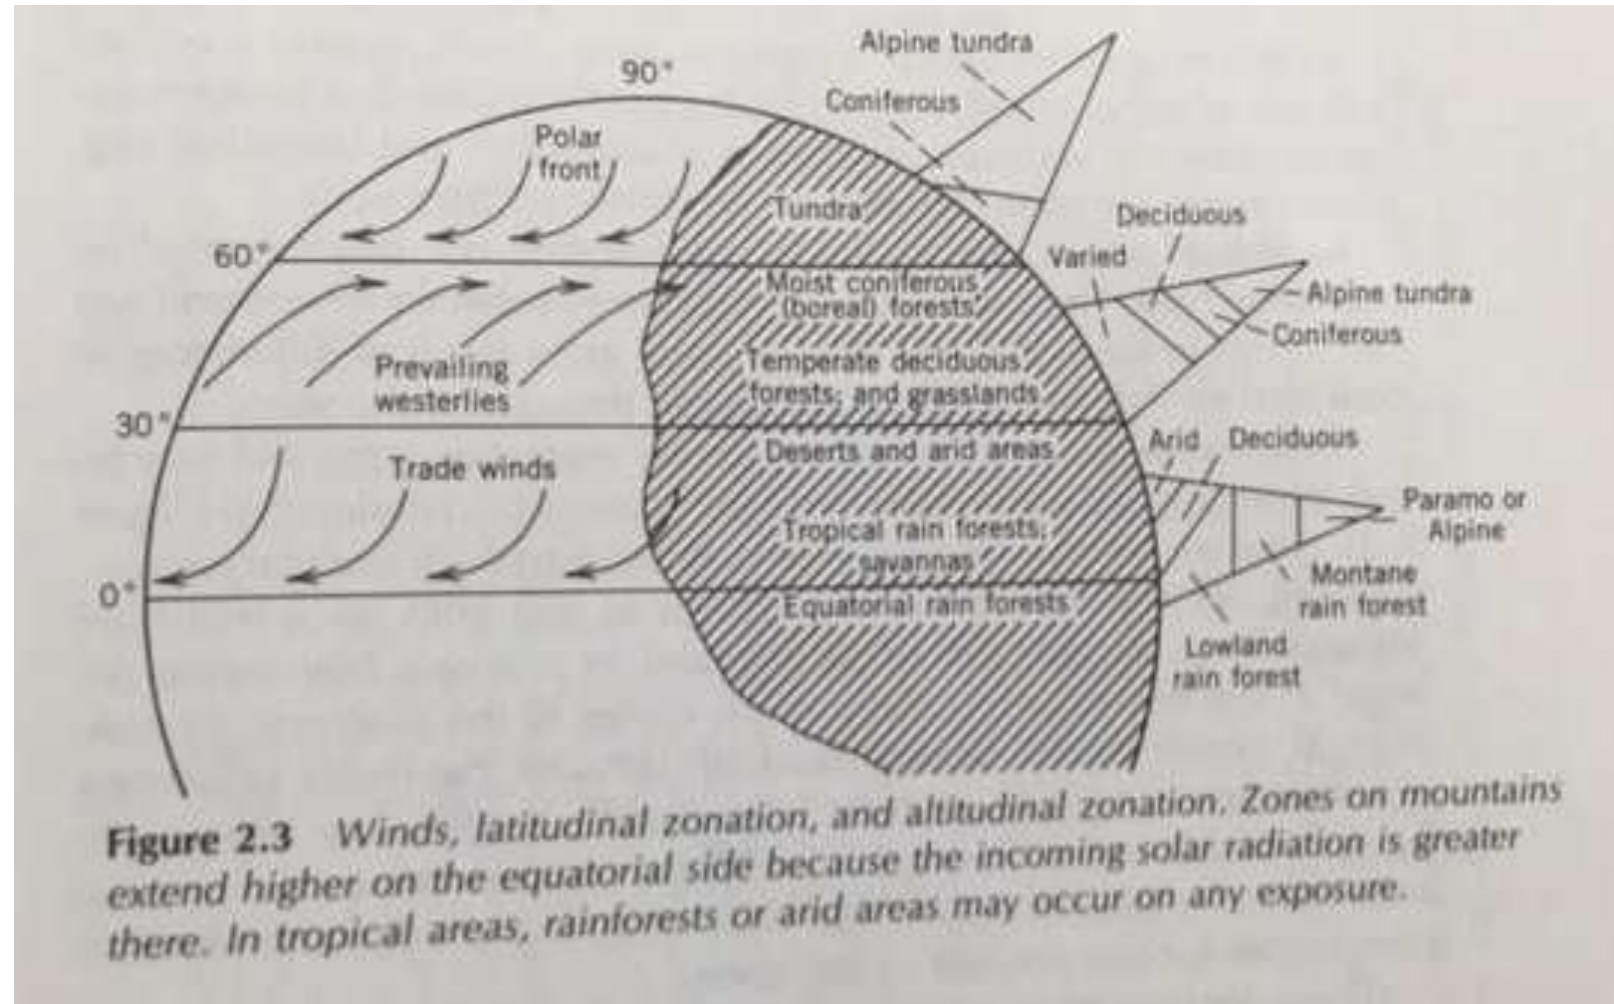 Alpine tundra
90°
Coniferous
Polar
front
Tundra
Deciduous
60°
Varied
Moist coniferous
(boreal) forests
Alpine tundra
Coniferous
Prevailing
westerlies
Temperate deciduous
forests; and grasslands
30°
Trade winds
Deserts and arid areas
Arid
Deciduous
Paramo or
Alpine
Tropical rain forests;
savannas
0°
Equatorial rain forests
Montane
rain forest
Lowland
rain forest
Figure 2.3 Winds, latitudinal zonation, and altitudinal zonation. Zones on mountains
extend higher on the equatorial side because the incoming solar radiation is greater
there. In tropical areas, rainforests or arid areas may occur on any exposure.